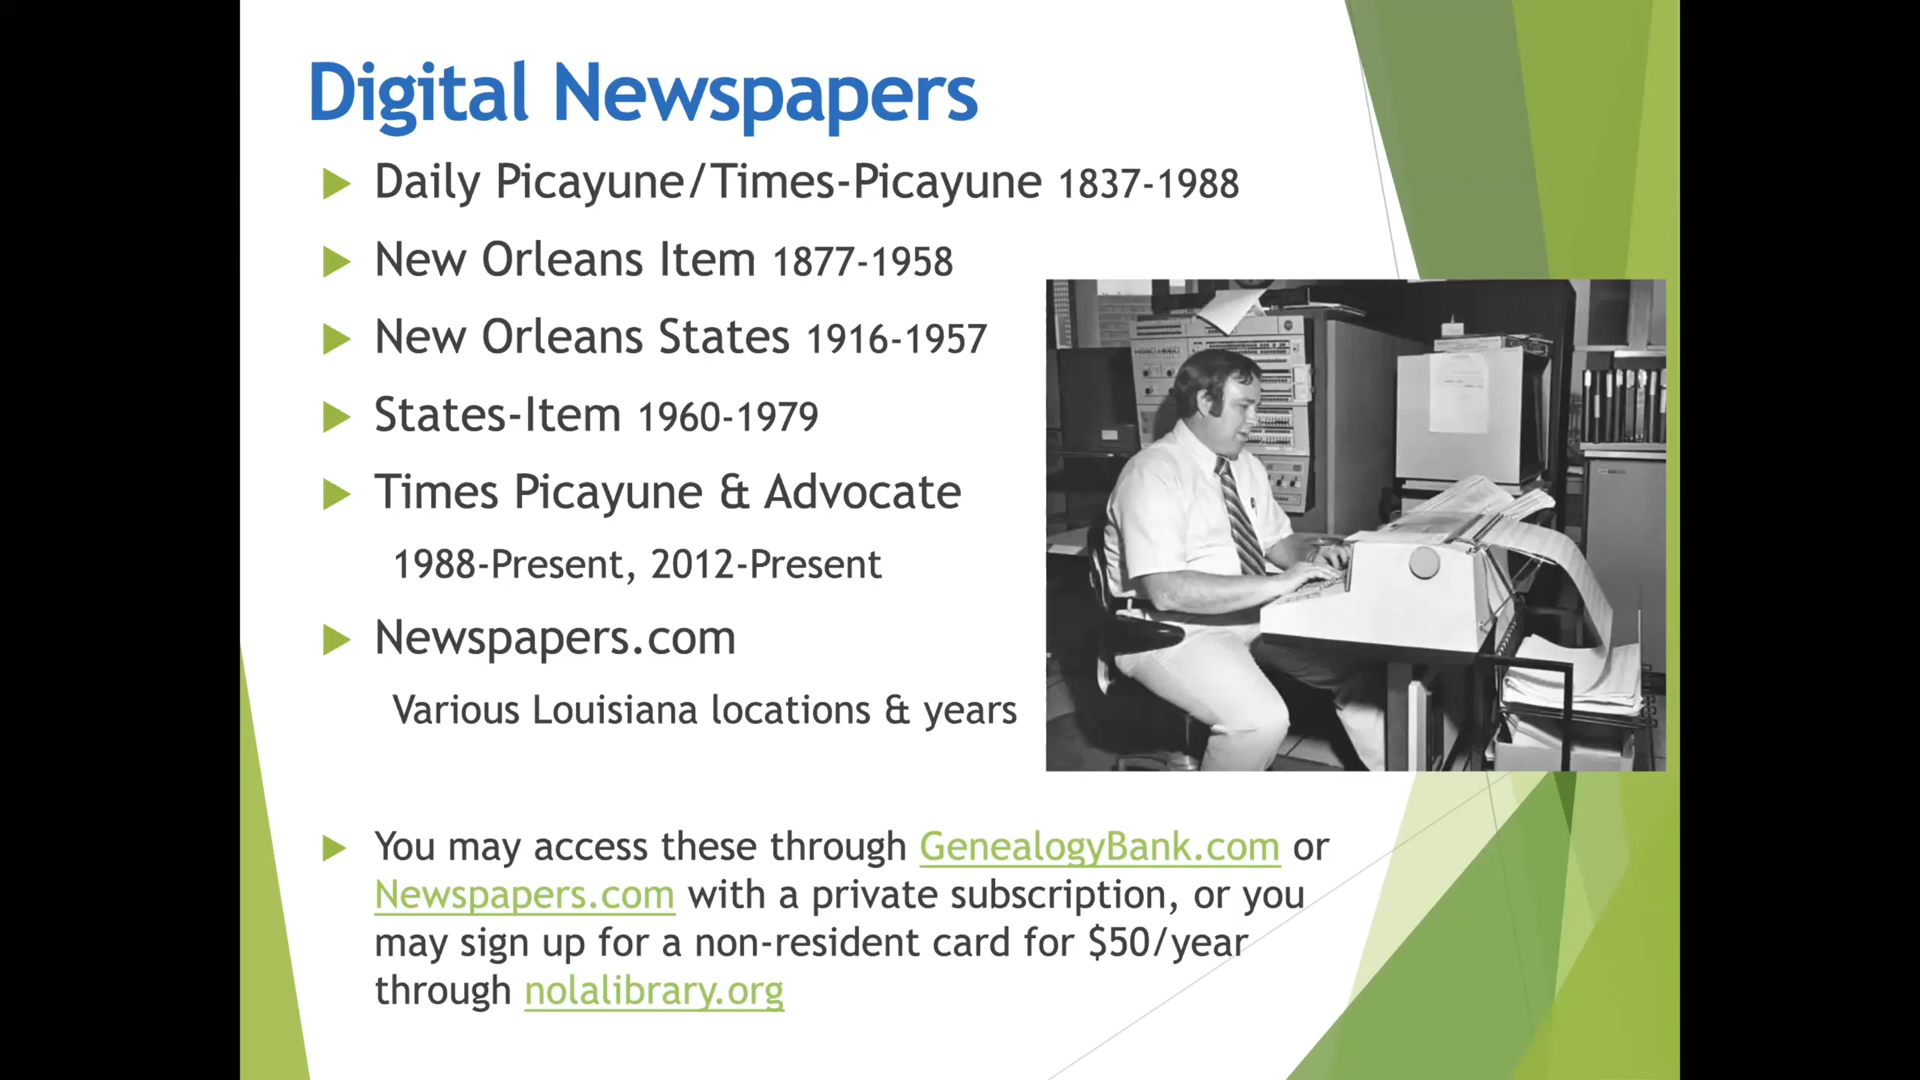 Digital Newspapers
Daily Picayune/Times-Picayune 1837-1988
New Orleans Item 1877-1958
New Orleans States 1916-1957
States-Item 1960-1979
Times Picayune & Advocate
1988-Present, 2012-Present
Newspapers.com
Various Louisiana locations & years
You may access these through GenealogyBank.com or
Newspapers.com with a private subscription, or you
may sign up for a non-resident card for $50/year
through nolalibrary.org